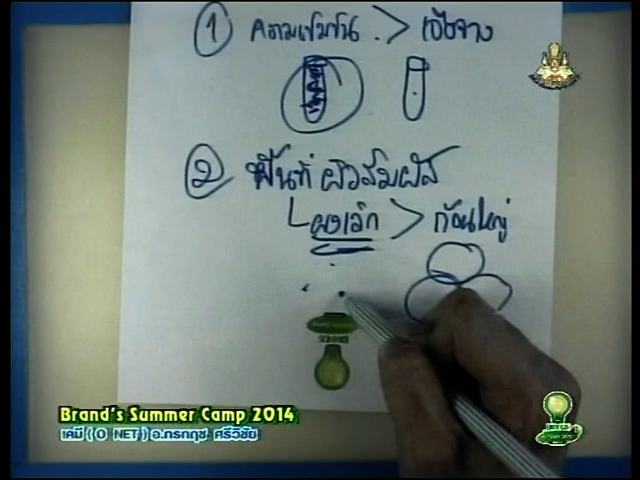 ① ความเข้มข้น > เจือจาง
② พื้นที่ ผิวสัมผัส
ผงเล็ก > ก้อนใหญ่
Brand's Summer Camp 2014
เคมี (O NET) อ.กรกฤช ศรีวิชัย